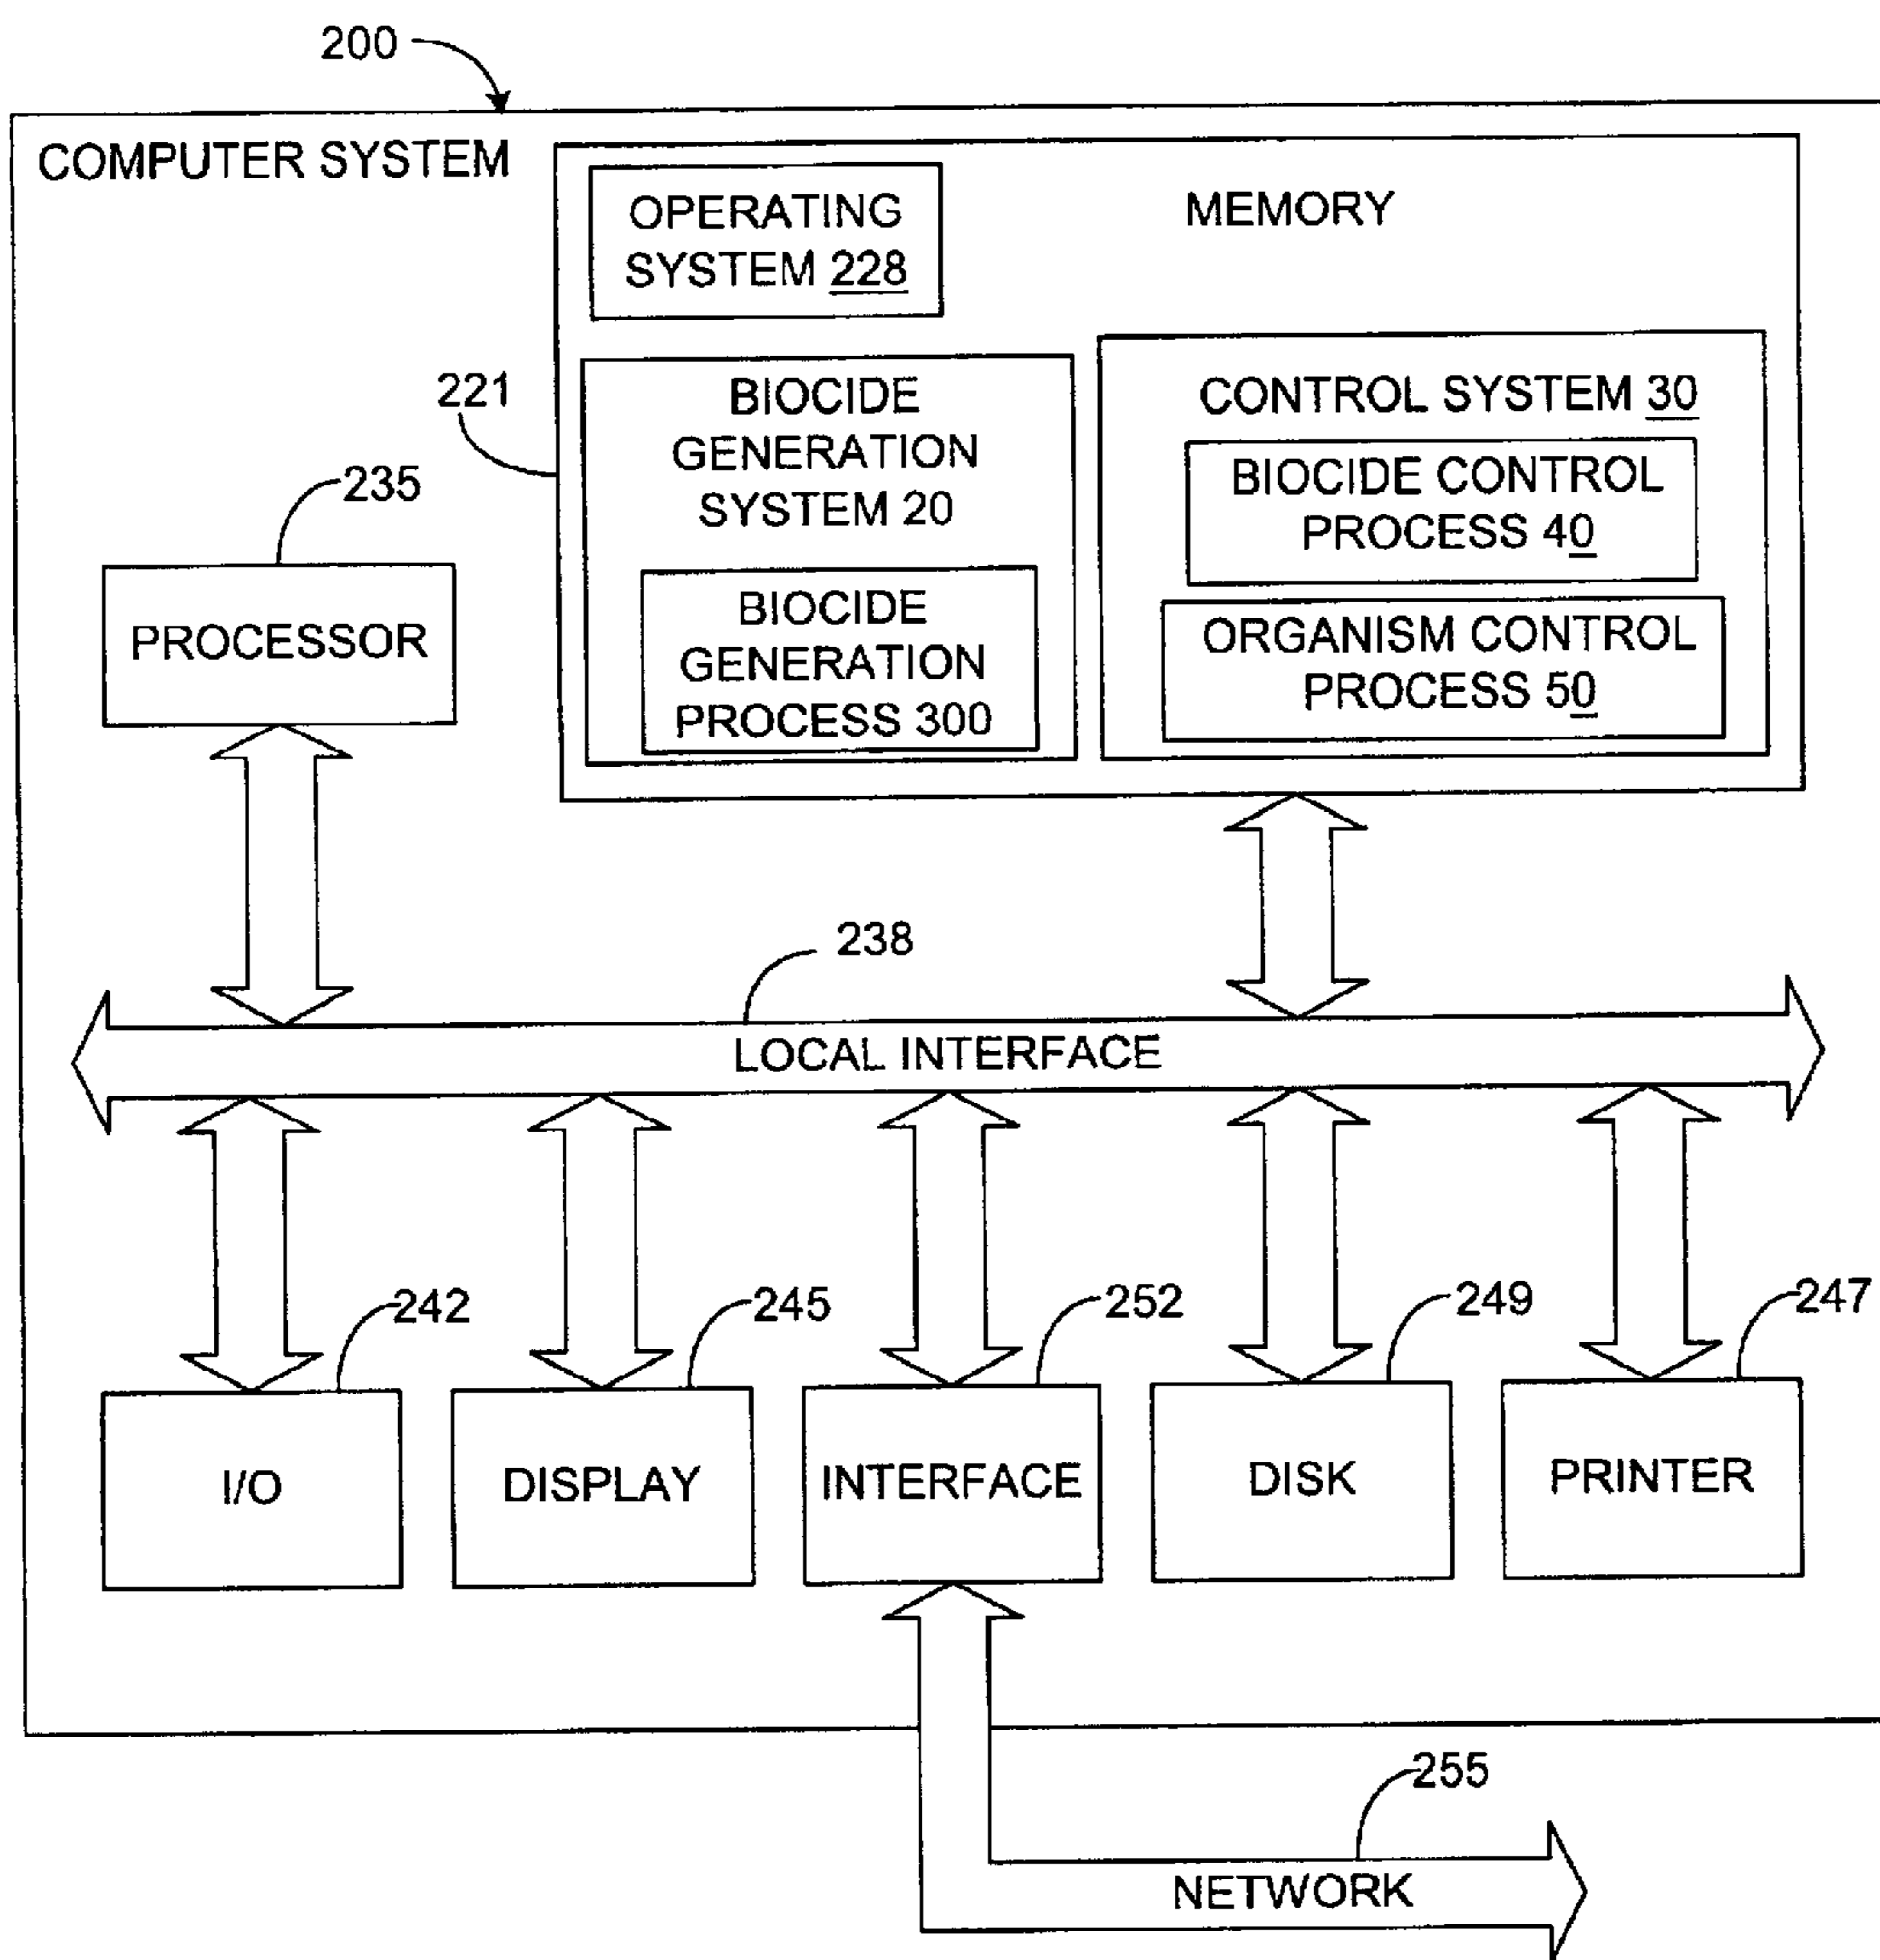 200
COMPUTER SYSTEM
MEMORY
OPERATING
SYSTEM 228
221
BIOCIDE
GENERATION
SYSTEM 20
BIOCIDE
GENERATION
PROCESS 300
CONTROL SYSTEM 30
BIOCIDE CONTROL
PROCESS 40
ORGANISM CONTROL
PROCESS 50
235
PROCESSOR
238
LOCAL INTERFACE
242
245
252
249
247
I/O
DISPLAY
INTERFACE
DISK
PRINTER
255
NETWORK